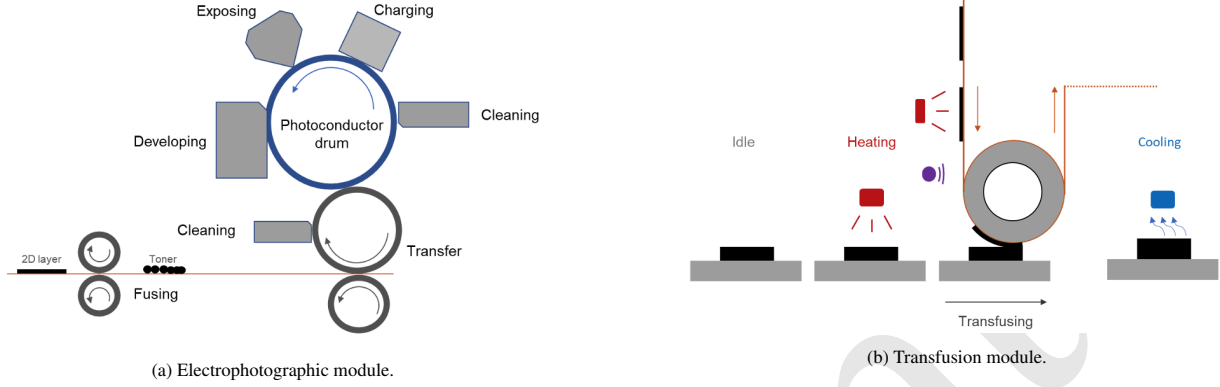 Exposing
Charging
Cleaning
Photoconductor
drum
Developing
Cleaning
Transfer
2D layer
Toner
Fusing
(a) Electrophotographic module.
Idle
Heating
Cooling
Transfusing
(b) Transfusion module.